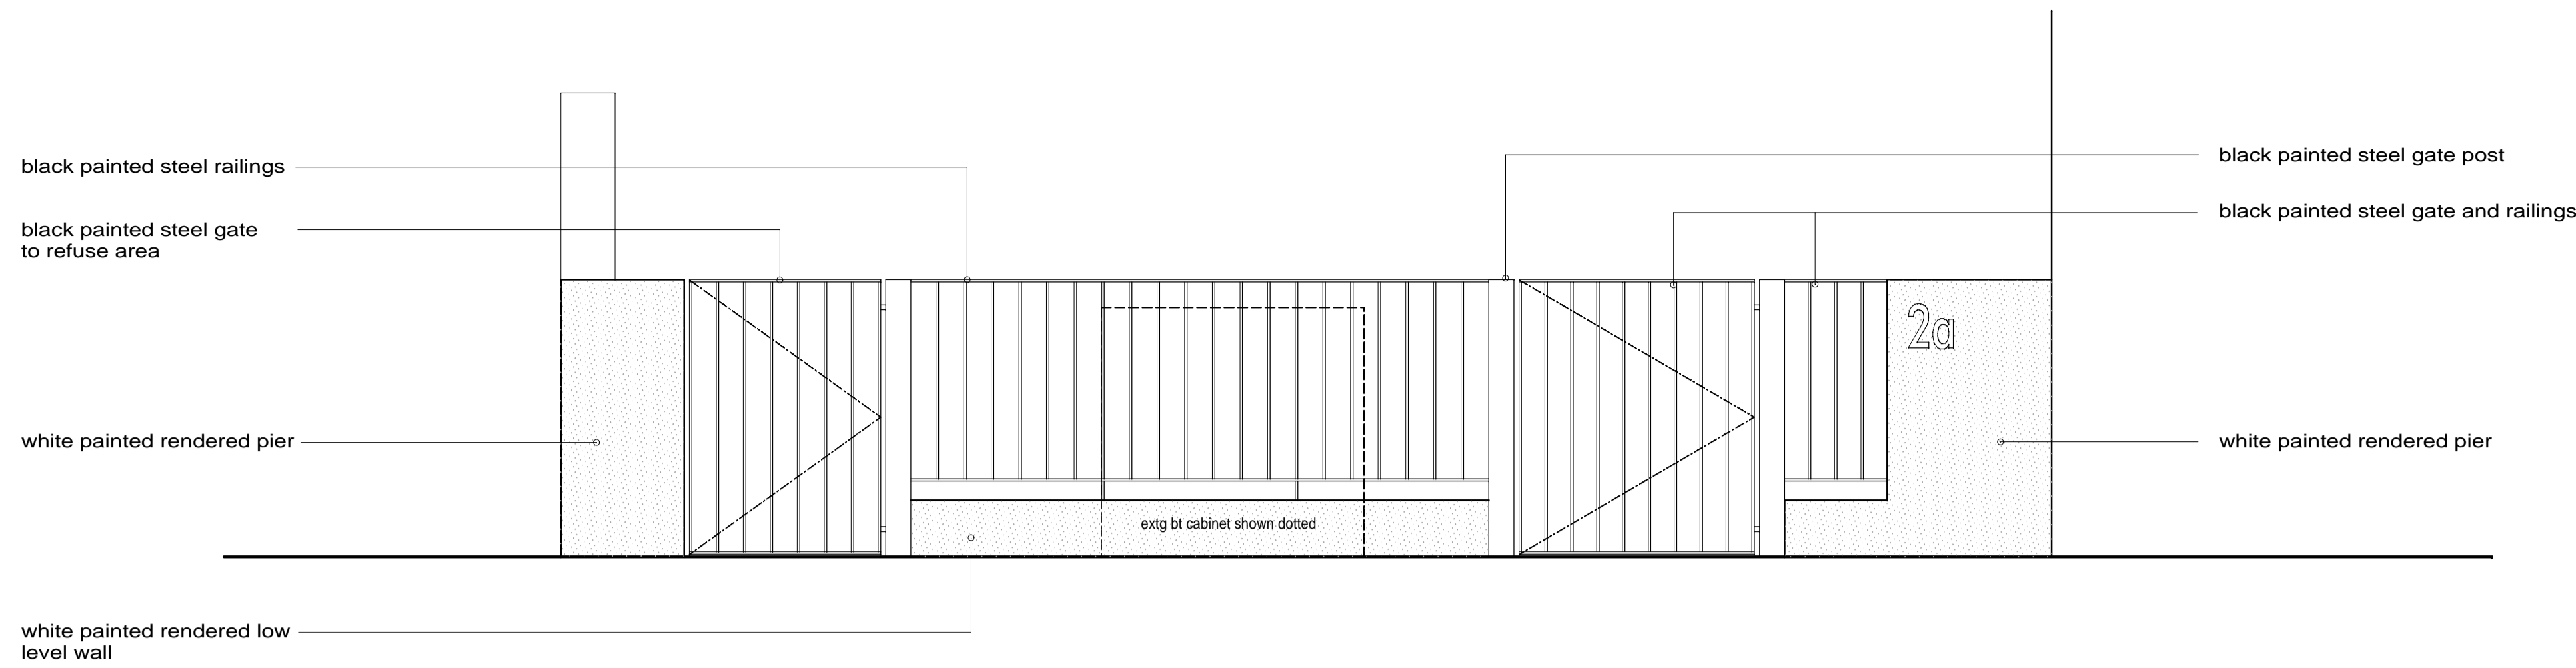 black painted steel railings
black painted steel gate
to refuse area
white painted rendered pier
white painted rendered low
level wall
extg bt cabinet shown dotted
2a
black painted steel gate post
black painted steel gate and railings
white painted rendered pier